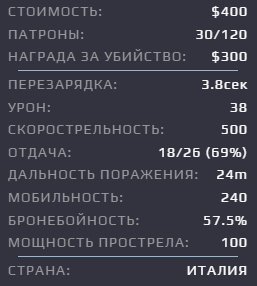 СТОИМОСТЬ: $400
ПАТРОНЫ: 30/120
НАГРАДА ЗА УБИЙСТВО: $300
ПЕРЕЗАРЯДКА: 3.8сек
УРОН: 38
СКОРОСТРЕЛЬНОСТЬ: 500
ОТДАЧА: 18/26 (69%)
ДАЛЬНОСТЬ ПОРАЖЕНИЯ: 24m
МОБИЛЬНОСТЬ: 240
БРОНЕБОЙНОСТЬ: 57.5%
МОЩНОСТЬ ПРОСТРЕЛА: 100
СТРАНА: ИТАЛИЯ